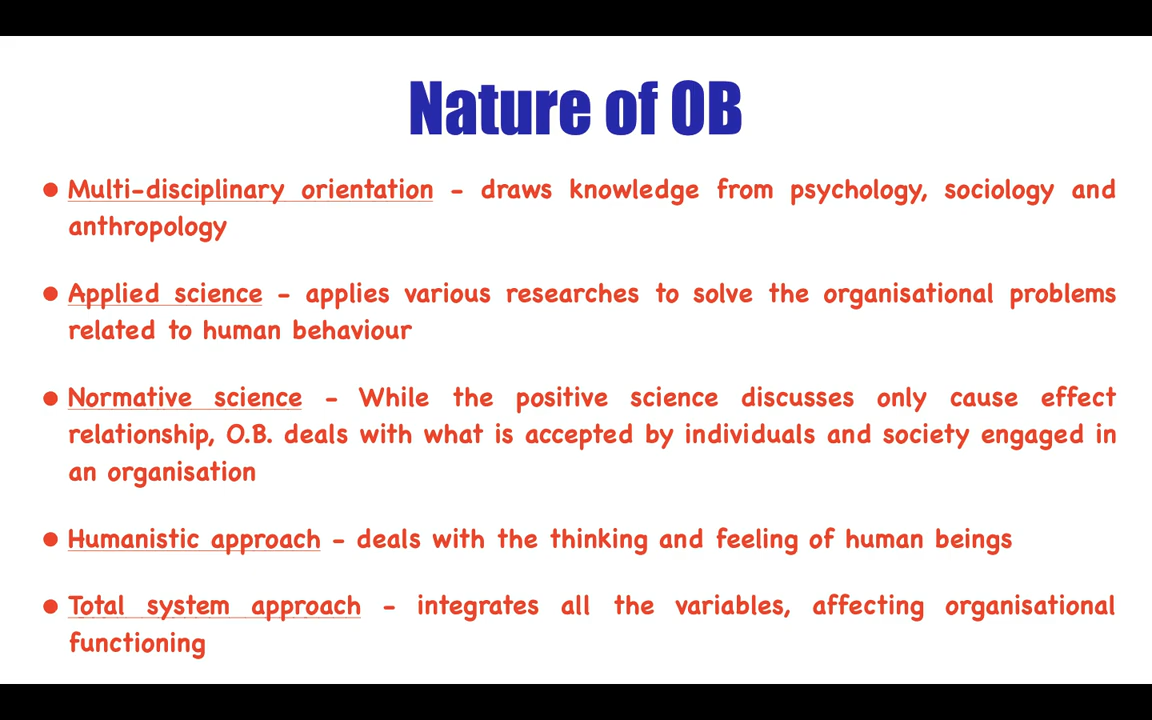 Nature of OB
● Multi-disciplinary orientation - draws knowledge from psychology, sociology and
anthropology
● Applied science - applies various researches to solve the organisational problems
related to human behaviour
● Normative science - While the positive science discusses only cause effect
relationship, O.B. deals with what is accepted by individuals and society engaged in
an organisation
● Humanistic approach - deals with the thinking and feeling of human beings
● Total system approach - integrates all the variables, affecting organisational
functioning